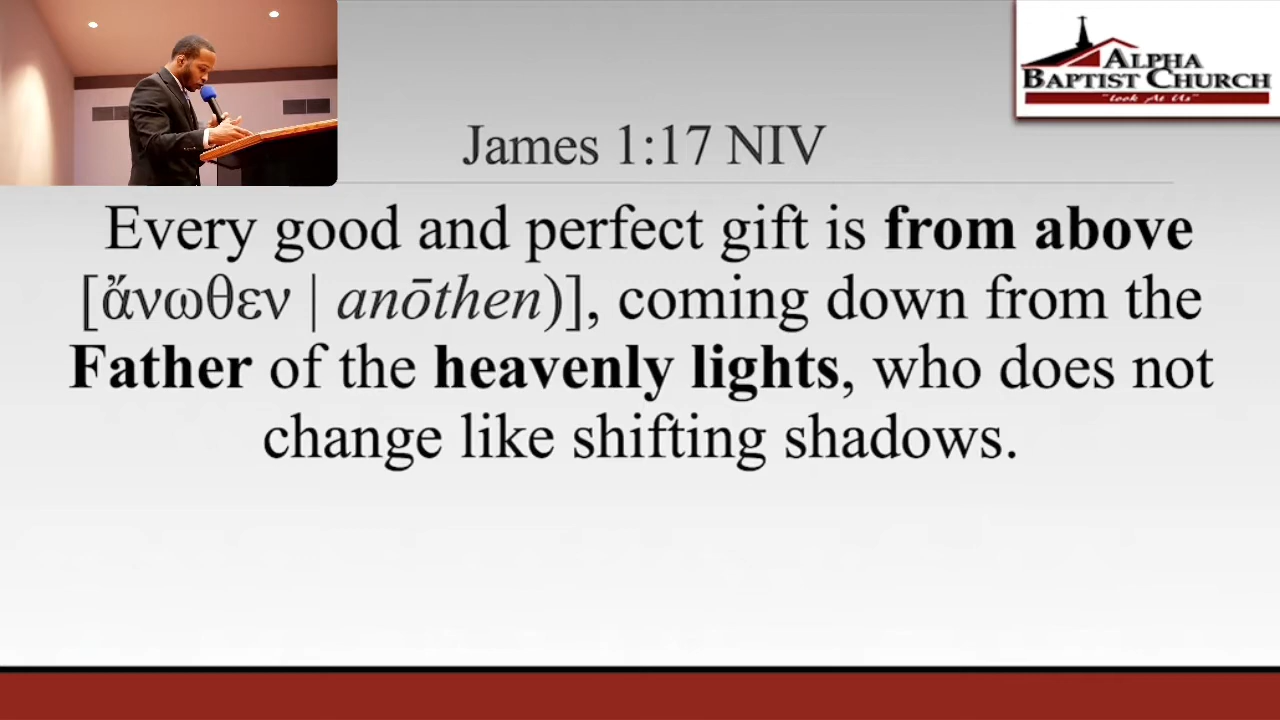 ALPHA
BAPTIST CHURCH
"Look At Us"
James 1:17 NIV
Every good and perfect gift is from above
[ἄνωθεν | anōthen)], coming down from the
Father of the heavenly lights, who does not
change like shifting shadows.